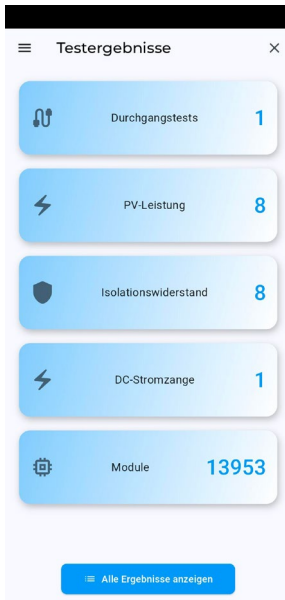 Testergebnisse
Durchgangstests 1
PV-Leistung 8
Isolationswiderstand 8
DC-Stromzange 1
Module 13953
Alle Ergebnisse anzeigen